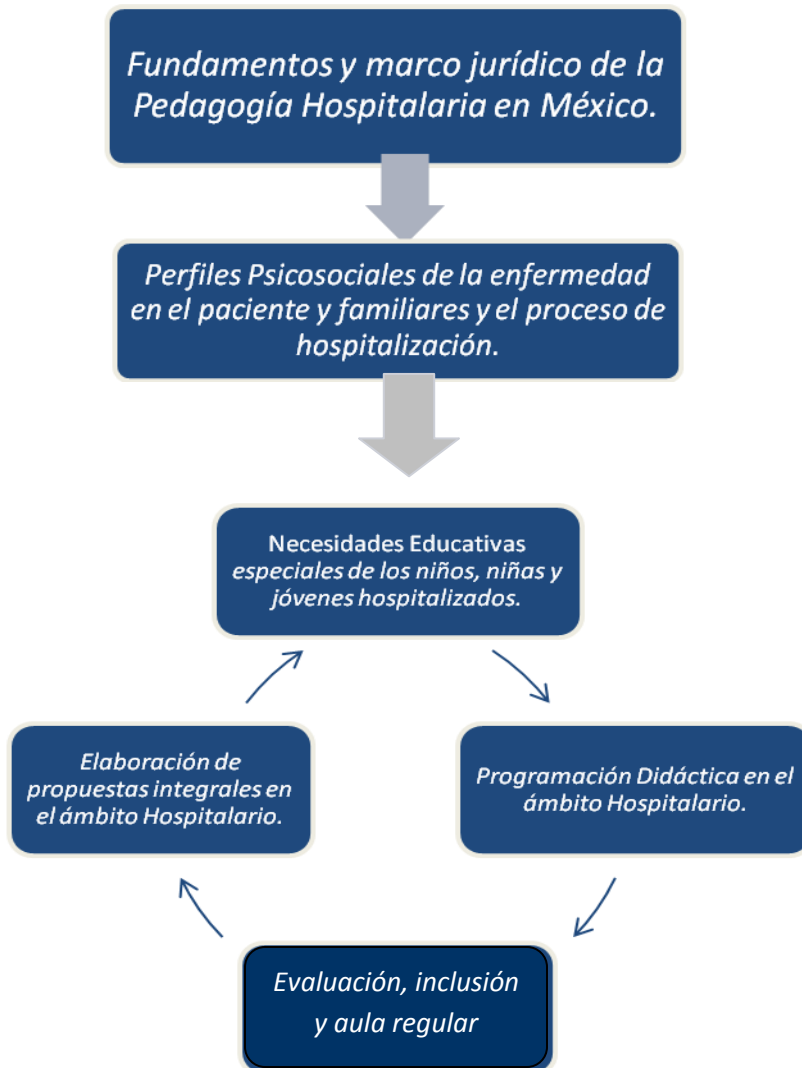 Fundamentos y marco jurídico de la
Pedagogía Hospitalaria en México.
Perfiles Psicosociales de la enfermedad
en el paciente y familiares y el proceso de
hospitalización.
Necesidades Educativas
especiales de los niños, niñas y
jóvenes hospitalizados.
Elaboración de
propuestas integrales en
el ámbito Hospitalario.
Programación Didáctica en el
ámbito Hospitalario.
Evaluación, inclusión
y aula regular